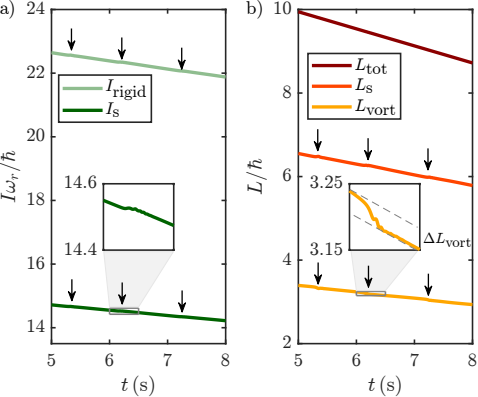 a)
24
22
20
18
16
14
Iω_r/ħ
I_rigid
I_s
14.6
14.4
5
6
7
8
t (s)
b)
10
8
6
4
2
L/ħ
L_tot
L_s
L_vort
3.25
3.15
ΔL_vort
5
6
7
8
t (s)